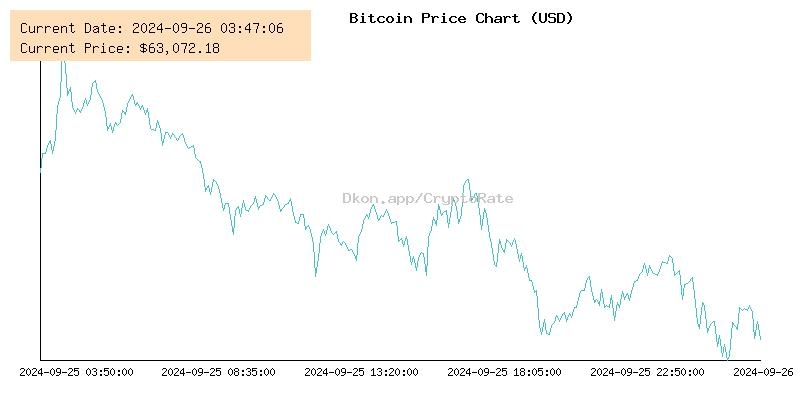 Bitcoin Price Chart (USD)
Current Date: 2024-09-26 03:47:06
Current Price: $63,072.18
Dkon.app/CryptoRate
2024-09-25 03:50:00 2024-09-25 08:35:00 2024-09-25 13:20:00 2024-09-25 18:05:00 2024-09-25 22:50:00 2024-09-26